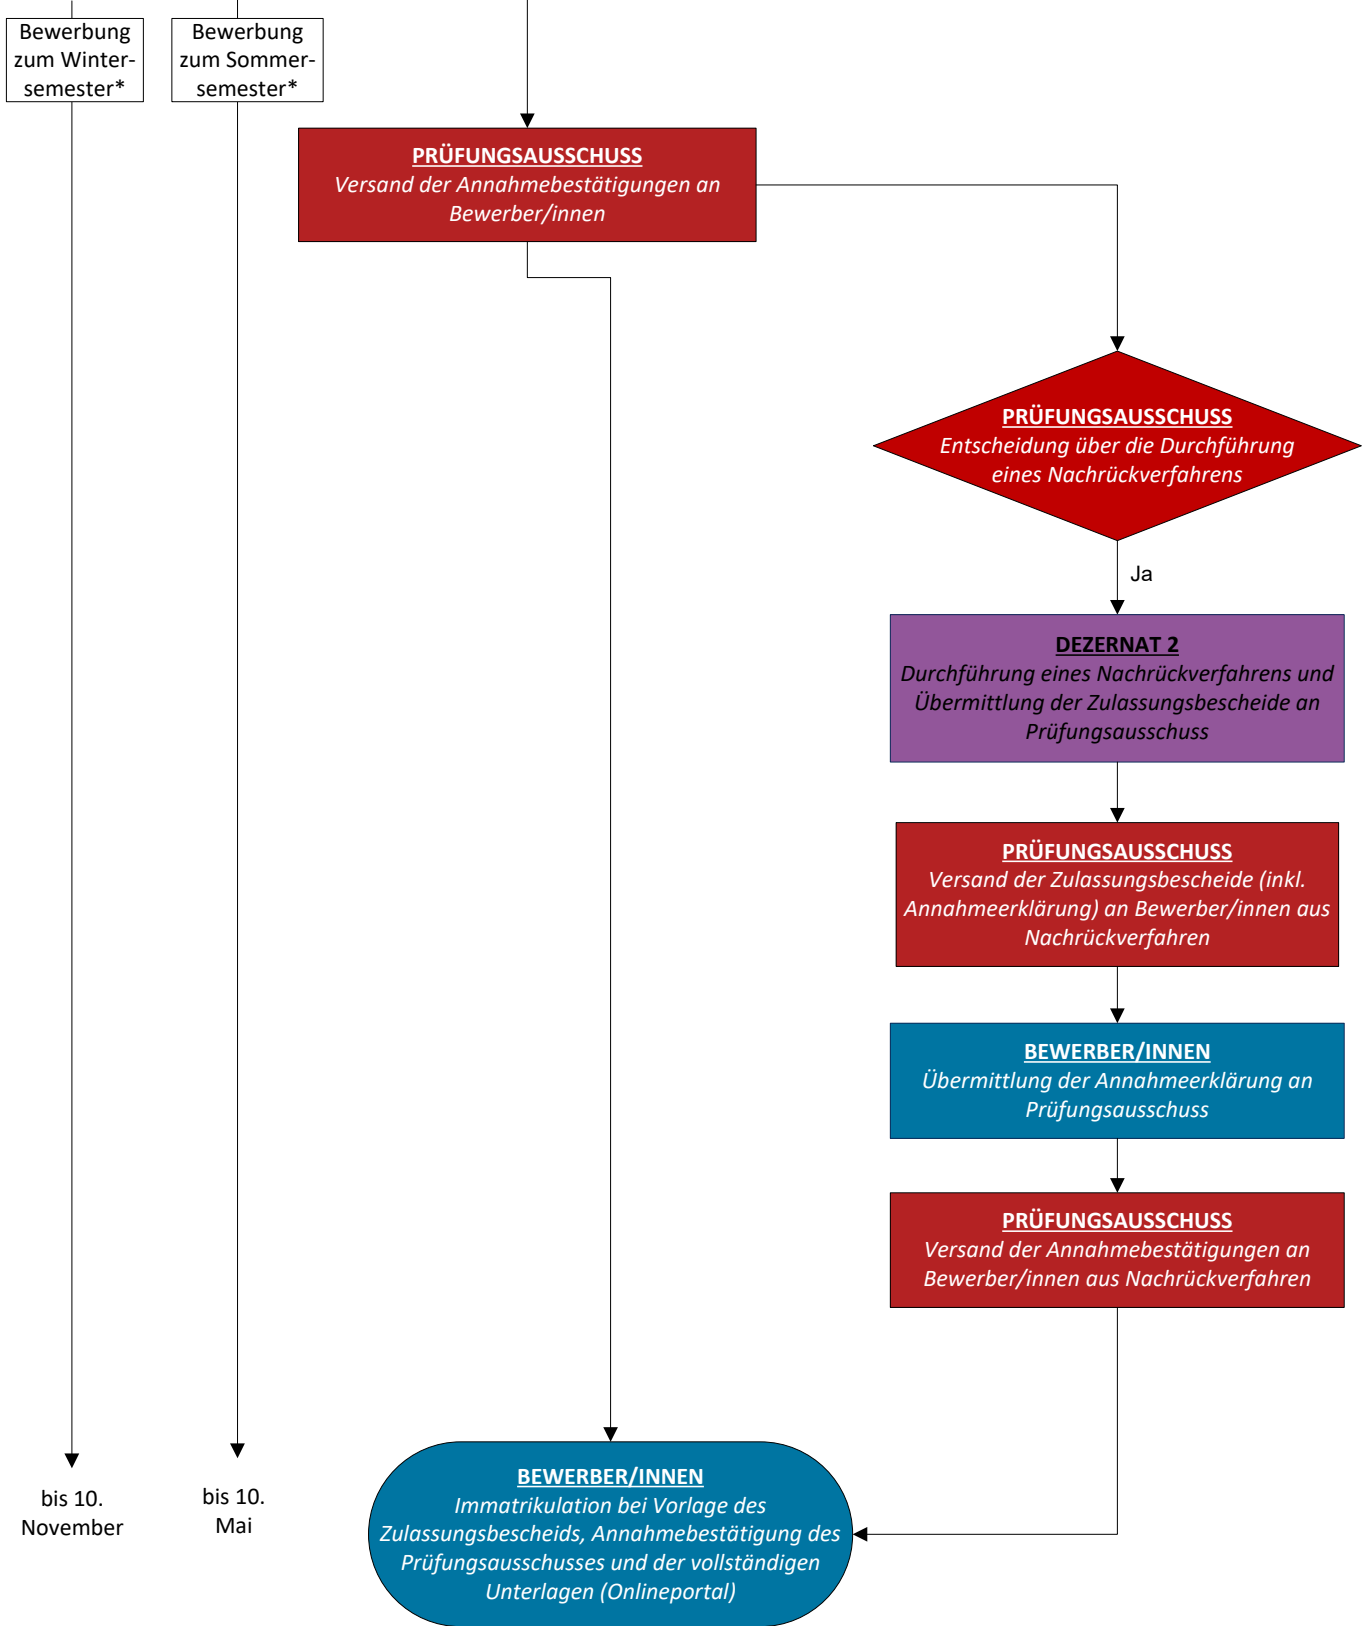 Bewerbung
zum Winter-
semester*
Bewerbung
zum Sommer-
semester*
PRÜFUNGSAUSSCHUSS
Versand der Annahmebestätigungen an
Bewerber/innen
PRÜFUNGSAUSSCHUSS
Entscheidung über die Durchführung
eines Nachrückverfahrens
Ja
DEZERNAT 2
Durchführung eines Nachrückverfahrens und
Übermittlung der Zulassungsbescheide an
Prüfungsausschuss
PRÜFUNGSAUSSCHUSS
Versand der Zulassungsbescheide (inkl.
Annahmeerklärung) an Bewerber/innen aus
Nachrückverfahren
BEWERBER/INNEN
Übermittlung der Annahmeerklärung an
Prüfungsausschuss
PRÜFUNGSAUSSCHUSS
Versand der Annahmebestätigungen an
Bewerber/innen aus Nachrückverfahren
bis 10.
November
bis 10.
Mai
BEWERBER/INNEN
Immatrikulation bei Vorlage des
Zulassungsbescheids, Annahmebestätigung des
Prüfungsausschusses und der vollständigen
Unterlagen (Onlineportal)